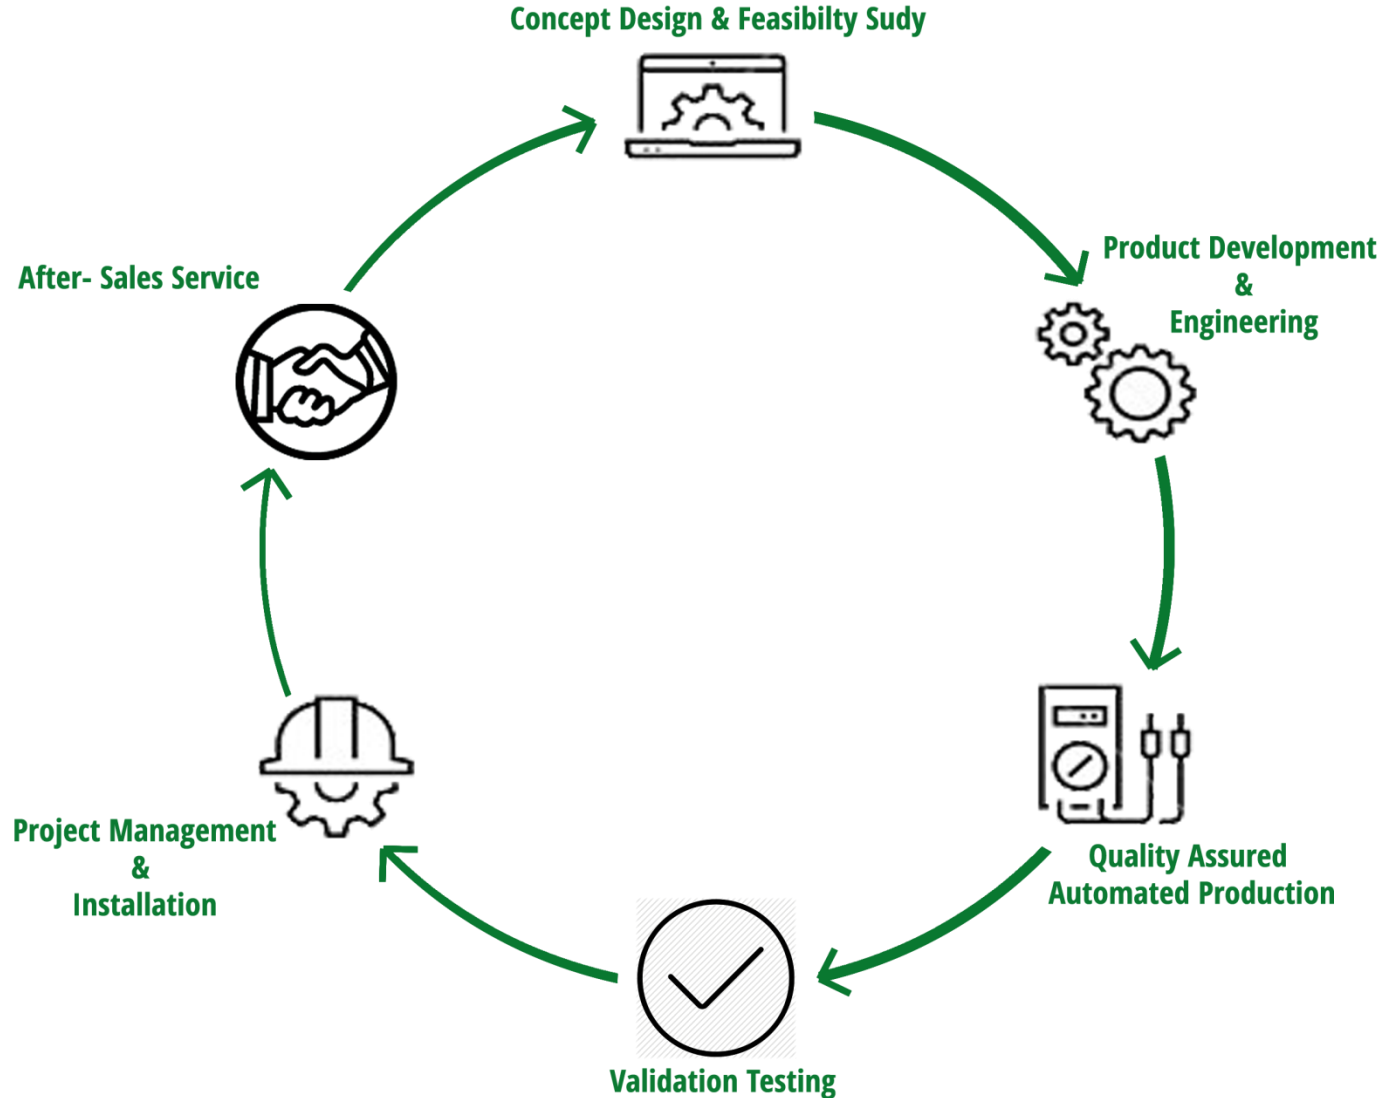 Concept Design & Feasibilty Sudy
Product Development
&
Engineering
Quality Assured
Automated Production
Validation Testing
Project Management
&
Installation
After- Sales Service